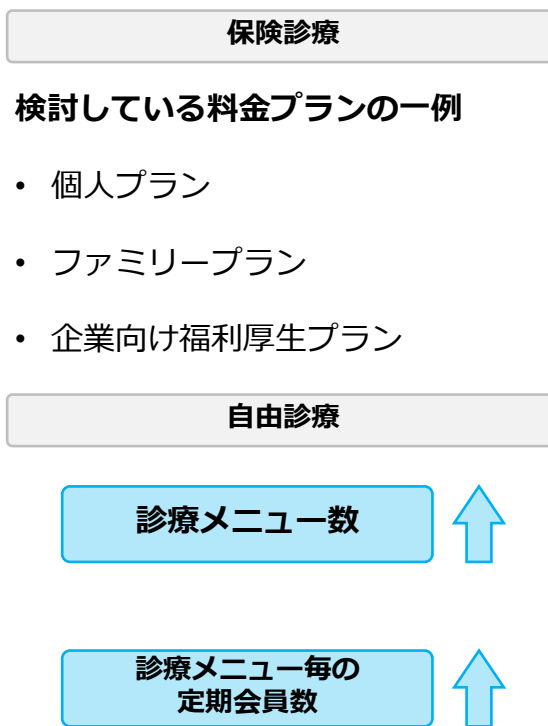 保険診療
検討している料金プランの一例
• 個人プラン
• ファミリープラン
• 企業向け福利厚生プラン
自由診療
診療メニュー数
診療メニュー毎の
定期会員数